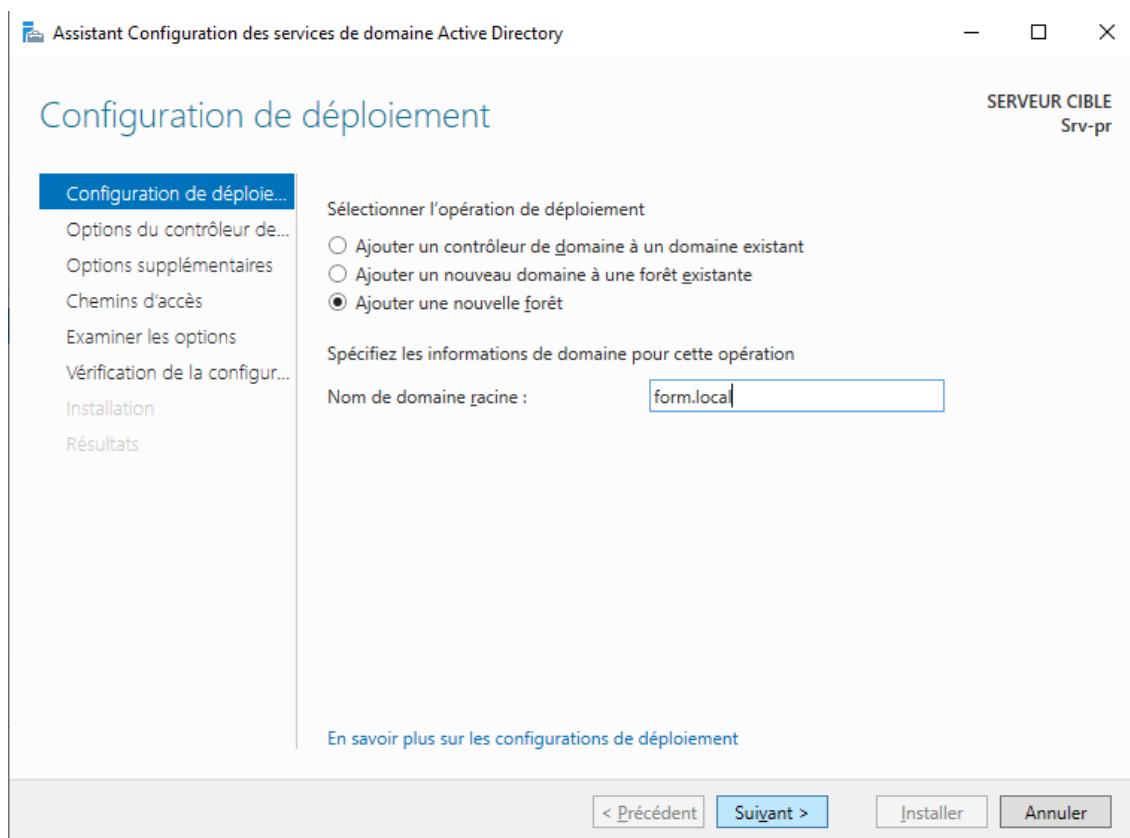 Assistant Configuration des services de domaine Active Directory
Configuration de déploiement
SERVEUR CIBLE
Srv-pr
Configuration de déploie...
Options du contrôleur de...
Options supplémentaires
Chemins d'accès
Examiner les options
Vérification de la configur...
Installation
Résultats
Sélectionner l'opération de déploiement
Ajouter un contrôleur de domaine à un domaine existant
Ajouter un nouveau domaine à une forêt existante
Ajouter une nouvelle forêt
Spécifiez les informations de domaine pour cette opération
Nom de domaine racine : form.local
En savoir plus sur les configurations de déploiement
< Précédent Suivant > Installer Annuler